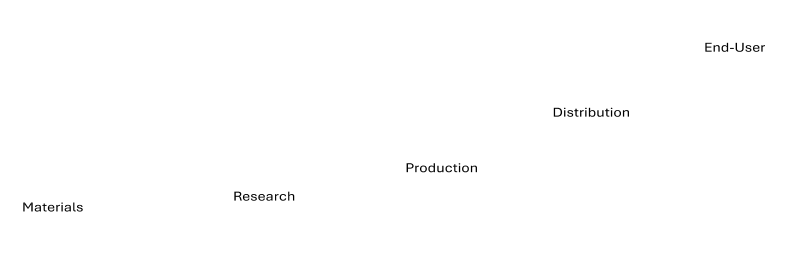 End-User
Distribution
Production
Research
Materials